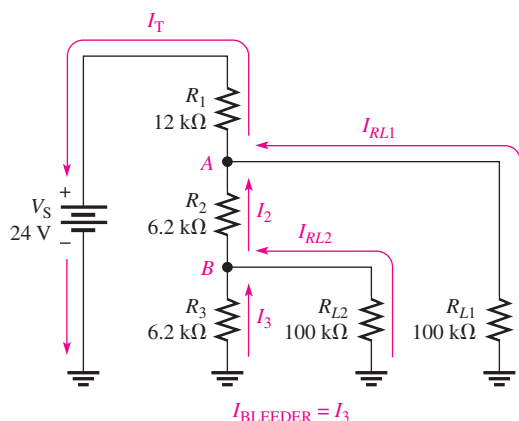 I_T
R_1
12 kΩ
I_RL1
A
+
V_S
24 V
−
R_2
6.2 kΩ
I_2
I_RL2
B
R_3
6.2 kΩ
I_3
R_L2
100 kΩ
R_L1
100 kΩ
I_BLEEDER = I_3